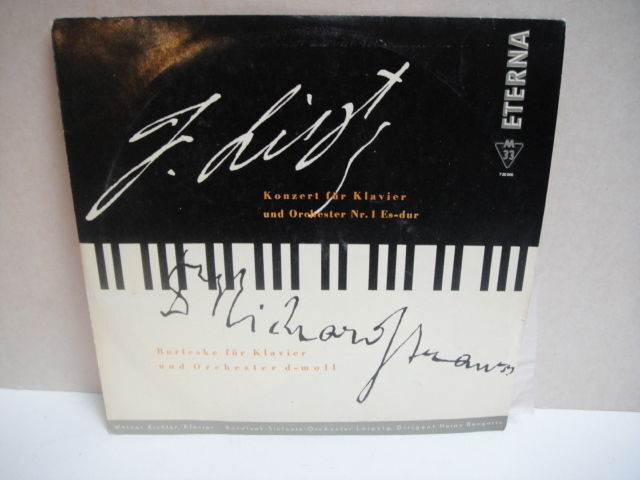 F. Liszt
Konzert für Klavier
und Orchester Nr. 1 Es-dur
ETERNA
M
33
Dr. Richard Strauss
Burleske für Klavier
und Orchester d-moll
Werner Richter, Klavier Rundfunk-Sinfonie-Orchester Leipzig, Dirigent Heinz Bongartz